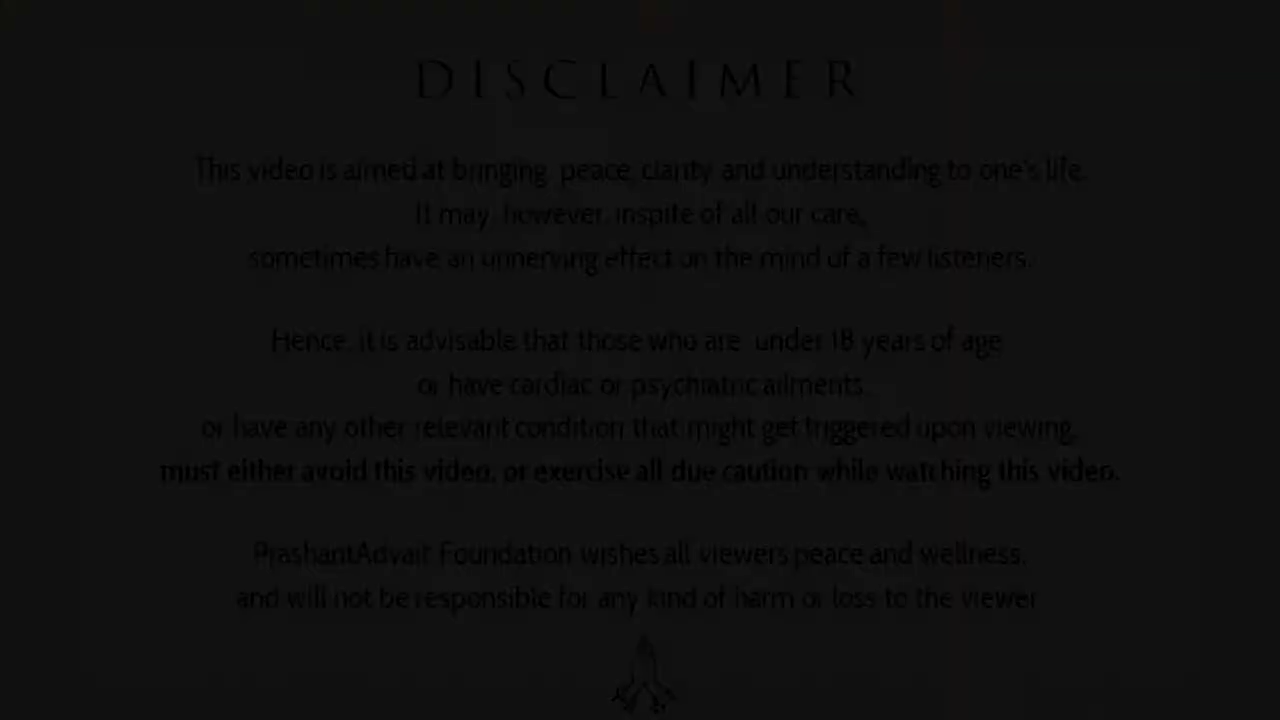 DISCLAIMER
This video is aimed at bringing peace, clarity and understanding to one's life.
It may, however, inspite of all our care,
sometimes have an unnerving effect on the mind of a few listeners.
Hence, it is advisable that those who are under 18 years of age
or have cardiac or psychiatric ailments
or have any other relevant condition that might get triggered upon viewing,
must either avoid this video, or exercise all due caution while watching this video.
PrashantAdvait Foundation wishes all viewers peace and wellness,
and will not be responsible for any kind of harm or loss to the viewer